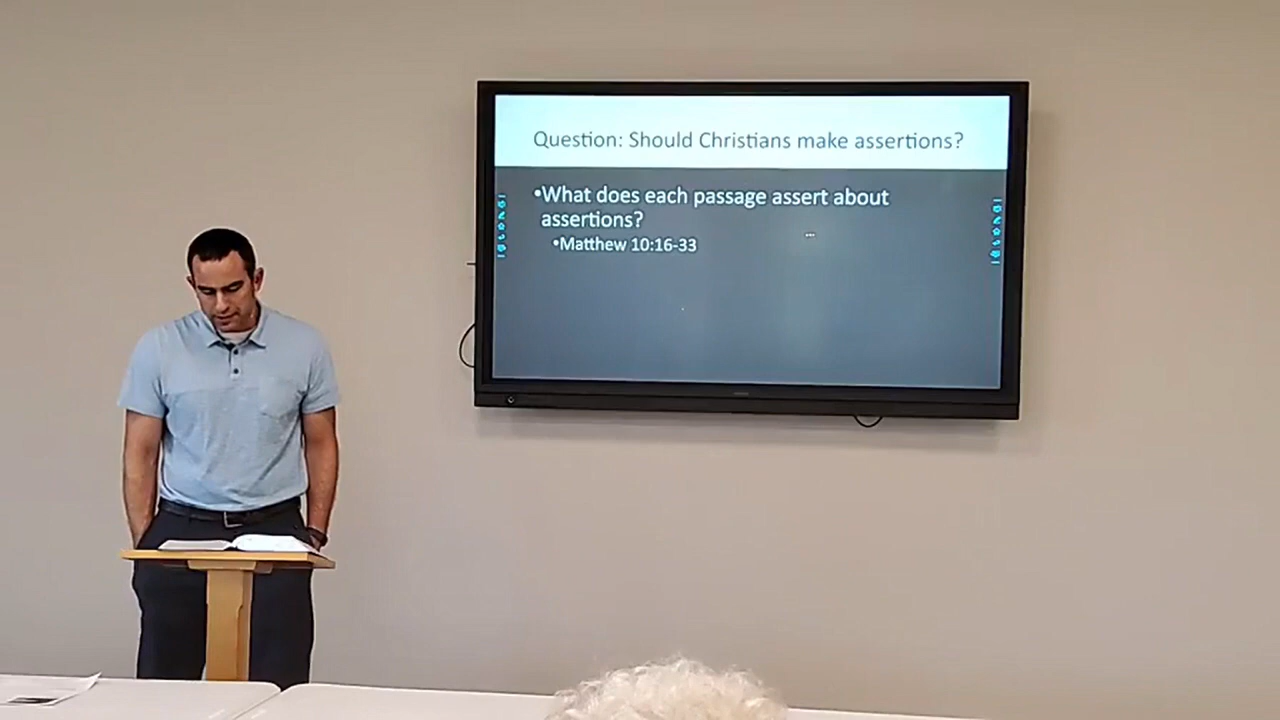 Question: Should Christians make assertions?
•What does each passage assert about
assertions?
•Matthew 10:16-33